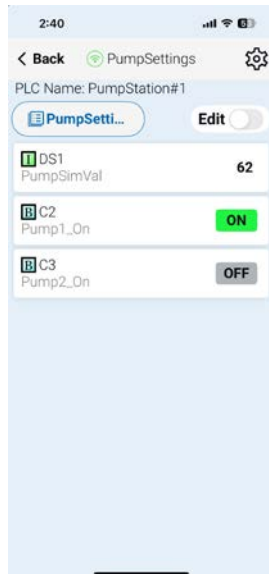 2:40
Back PumpSettings
PLC Name: PumpStation#1
PumpSetti... Edit
I DS1
PumpSimVal
62
B C2
Pump1_On
ON
B C3
Pump2_On
OFF